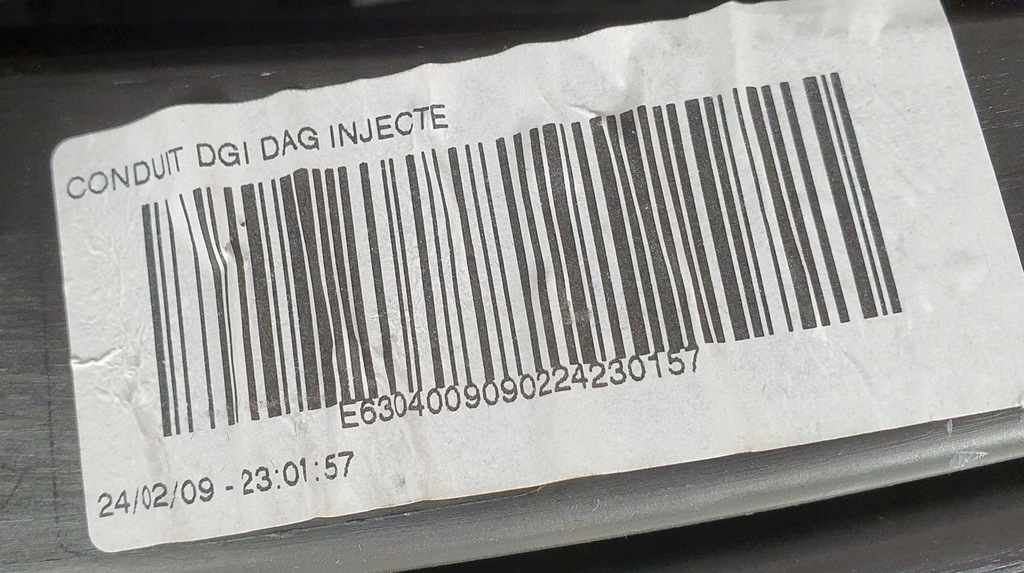 CONDUIT DGI DAG INJECTE
E6304009090224230157
24/02/09 - 23:01:57